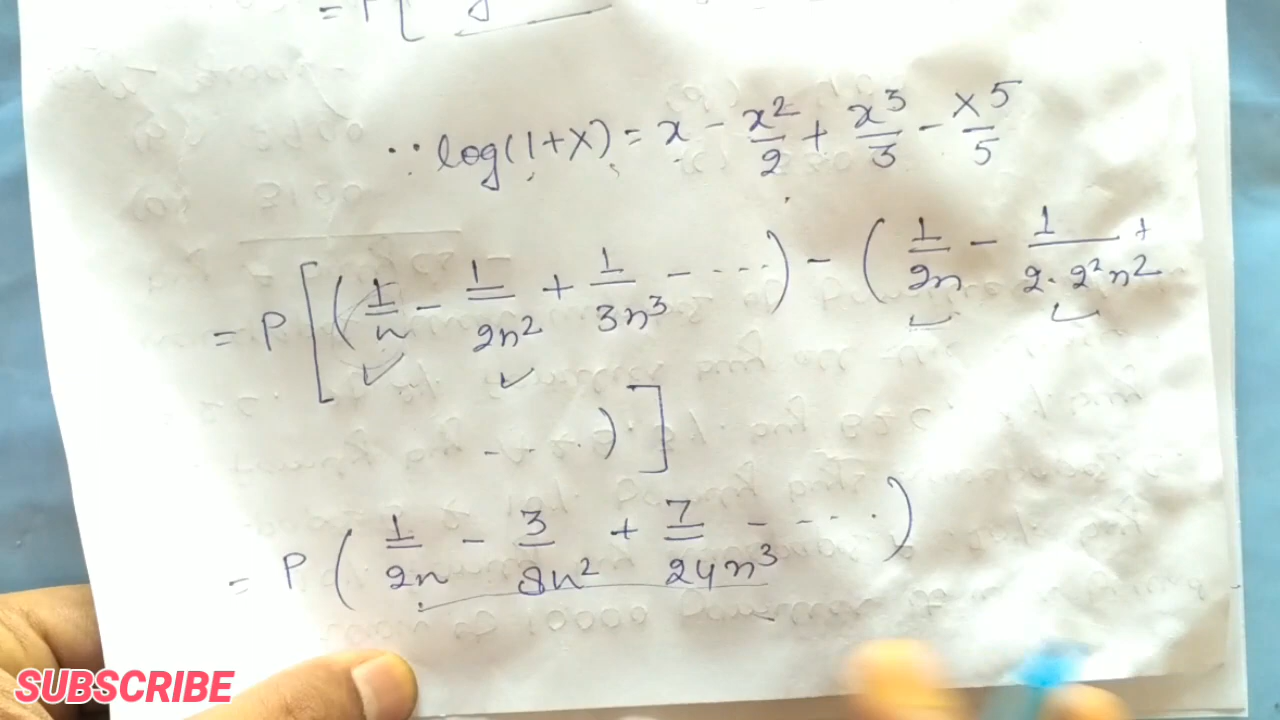 = P [
∵ log(1+X) = x - x²/2 + x³/3 - x⁵/5
= P [ ( 1/n - 1/2n² + 1/3n³ - ... ) - ( 1/2n - 1/2·2²n² +
- - ... ) ]
= P ( 1/2n - 3/8n² + 7/24n³ - ... )
SUBSCRIBE